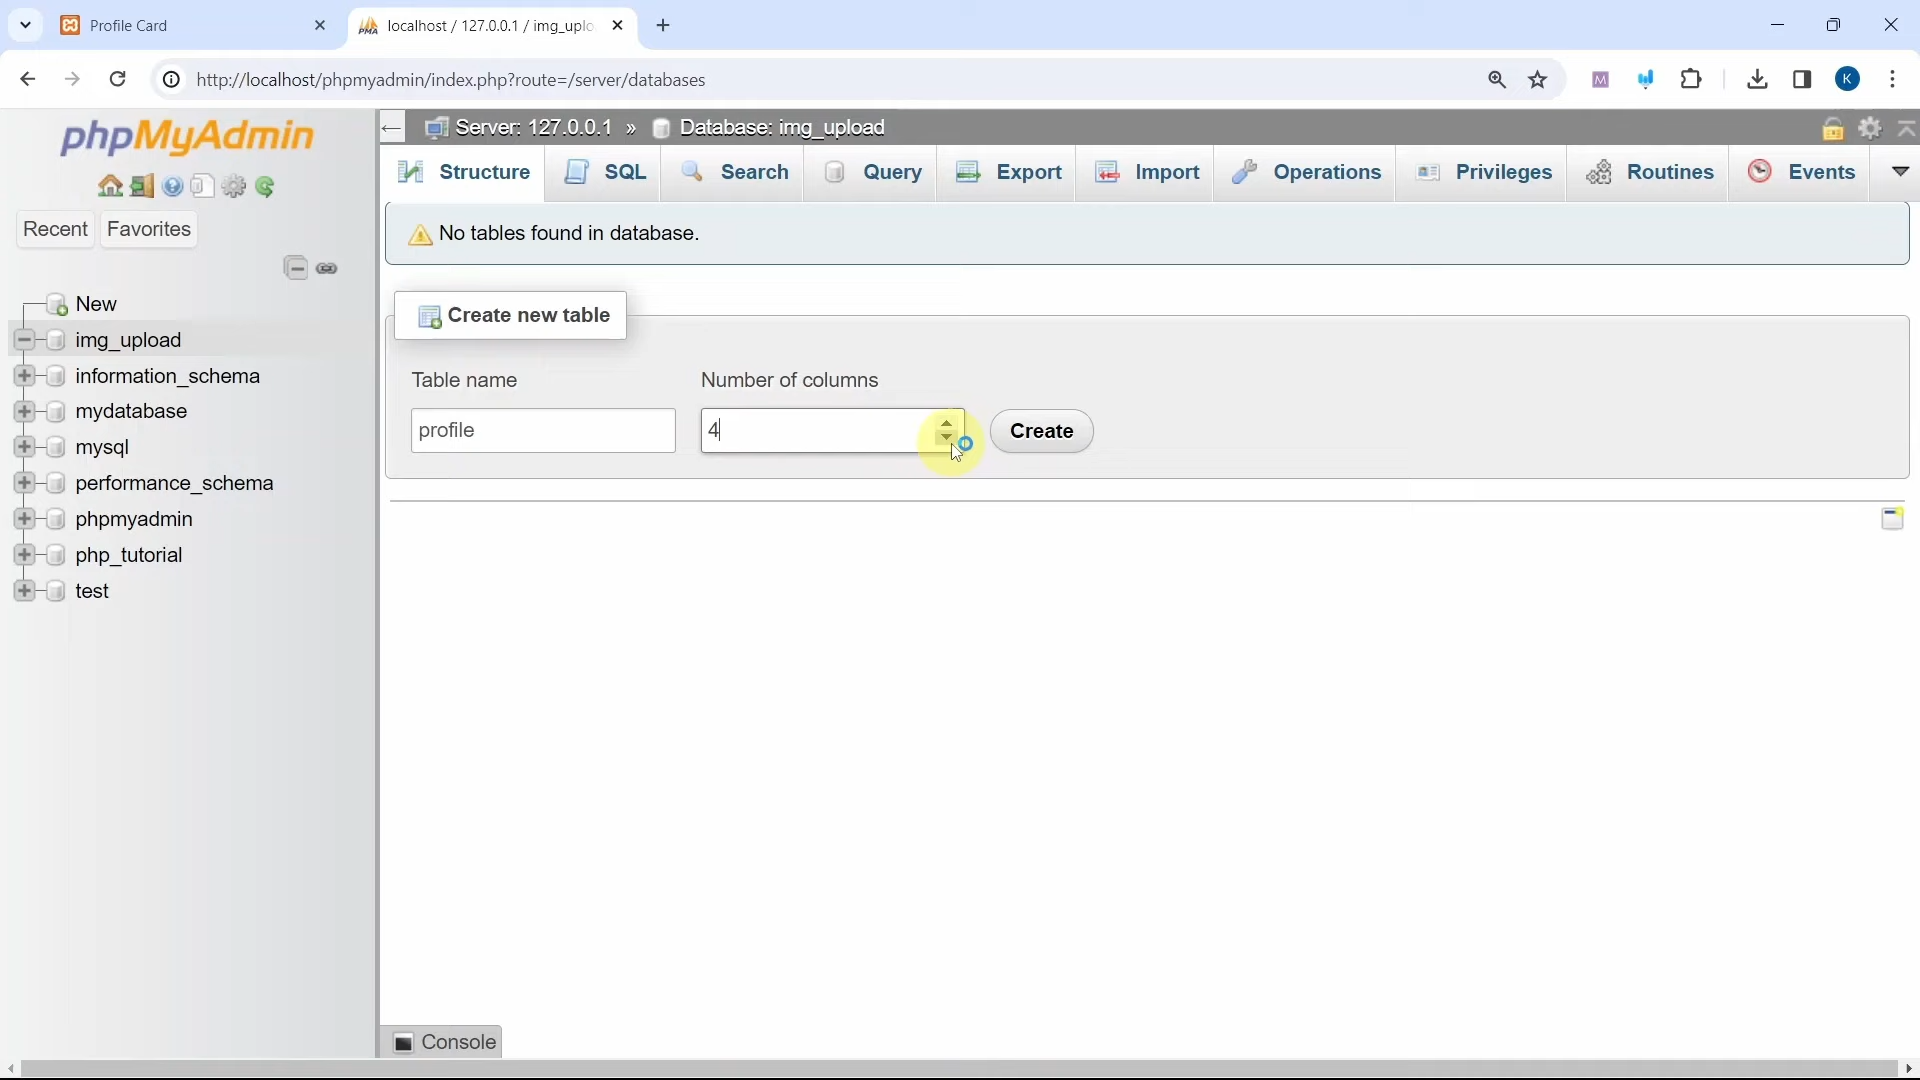 Profile Card
localhost / 127.0.0.1 / img_uplo
http://localhost/phpmyadmin/index.php?route=/server/databases
M
K
phpMyAdmin
Recent
Favorites
New
img_upload
information_schema
mydatabase
mysql
performance_schema
phpmyadmin
php_tutorial
test
Server: 127.0.0.1 » Database: img_upload
Structure
SQL
Search
Query
Export
Import
Operations
Privileges
Routines
Events
No tables found in database.
Create new table
Table name
Number of columns
profile
4
Create
Console